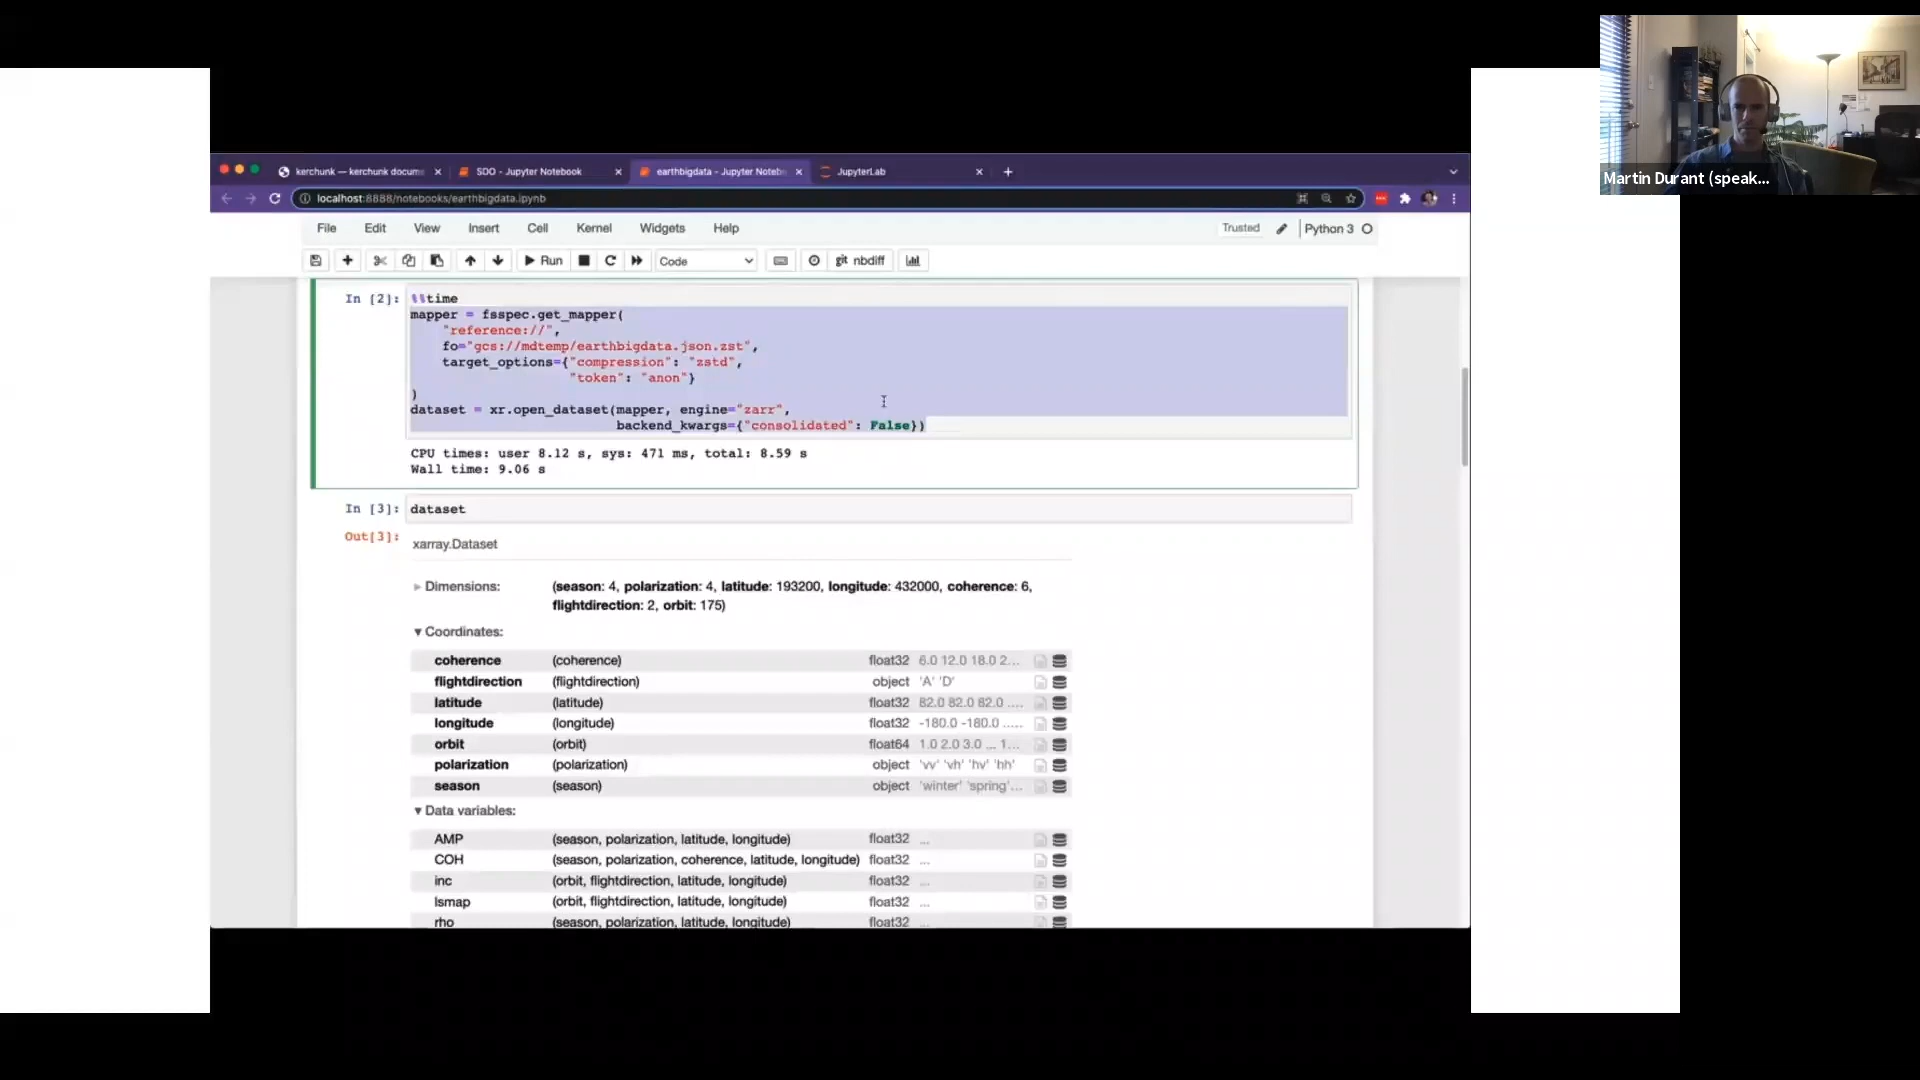 Martin Durant (speak...
kerchunk — kerchunk docume
SDO - Jupyter Notebook
earthbigdata - Jupyter Noteb
JupyterLab
localhost:8888/notebooks/earthbigdata.ipynb
File Edit View Insert Cell Kernel Widgets Help
Trusted
Python 3
Run
Code
git nbdiff
In [2]:
%%time
mapper = fsspec.get_mapper(
"reference://",
fo="gcs://mdtemp/earthbigdata.json.zst",
target_options={"compression": "zstd",
"token": "anon"}
)
dataset = xr.open_dataset(mapper, engine="zarr",
backend_kwargs={"consolidated": False})
CPU times: user 8.12 s, sys: 471 ms, total: 8.59 s
Wall time: 9.06 s
In [3]: dataset
Out[3]:
xarray.Dataset
Dimensions: (season: 4, polarization: 4, latitude: 193200, longitude: 432000, coherence: 6,
flightdirection: 2, orbit: 175)
Coordinates:
coherence (coherence) float32 6.0 12.0 18.0 2...
flightdirection (flightdirection) object 'A' 'D'
latitude (latitude) float32 82.0 82.0 82.0 ....
longitude (longitude) float32 -180.0 -180.0 .....
orbit (orbit) float64 1.0 2.0 3.0 ... 1...
polarization (polarization) object 'vv' 'vh' 'hv' 'hh'
season (season) object 'winter' 'spring'...
Data variables:
AMP (season, polarization, latitude, longitude) float32 ...
COH (season, polarization, coherence, latitude, longitude) float32 ...
inc (orbit, flightdirection, latitude, longitude) float32 ...
lsmap (orbit, flightdirection, latitude, longitude) float32 ...
rho (season, polarization, latitude, longitude) float32 ...